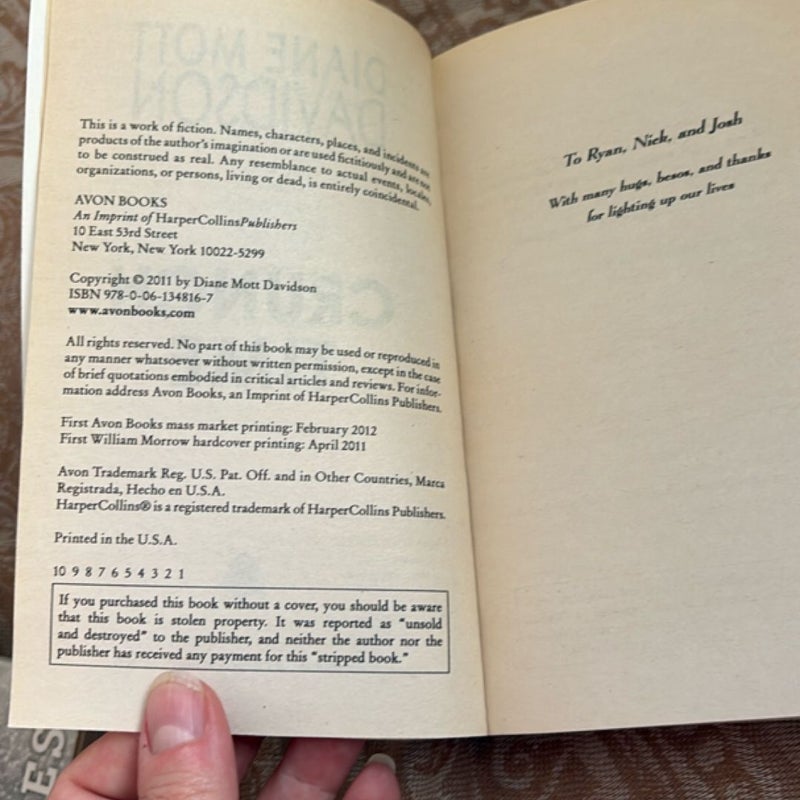 This is a work of fiction. Names, characters, places, and incidents are
products of the author's imagination or are used fictitiously and are not
to be construed as real. Any resemblance to actual events, locales,
organizations, or persons, living or dead, is entirely coincidental.
AVON BOOKS
An Imprint of HarperCollinsPublishers
10 East 53rd Street
New York, New York 10022-5299
Copyright © 2011 by Diane Mott Davidson
ISBN 978-0-06-134816-7
www.avonbooks.com
All rights reserved. No part of this book may be used or reproduced in
any manner whatsoever without written permission, except in the case
of brief quotations embodied in critical articles and reviews. For infor-
mation address Avon Books, an Imprint of HarperCollins Publishers.
First Avon Books mass market printing: February 2012
First William Morrow hardcover printing: April 2011
Avon Trademark Reg. U.S. Pat. Off. and in Other Countries, Marca
Registrada, Hecho en U.S.A.
HarperCollins® is a registered trademark of HarperCollins Publishers.
Printed in the U.S.A.
10 9 8 7 6 5 4 3 2 1
If you purchased this book without a cover, you should be aware
that this book is stolen property. It was reported as "unsold
and destroyed" to the publisher, and neither the author nor the
publisher has received any payment for this "stripped book."
To Ryan, Nick, and Josh
With many hugs, besos, and thanks
for lighting up our lives
DIANE MOTT
DAVIDSON
ES